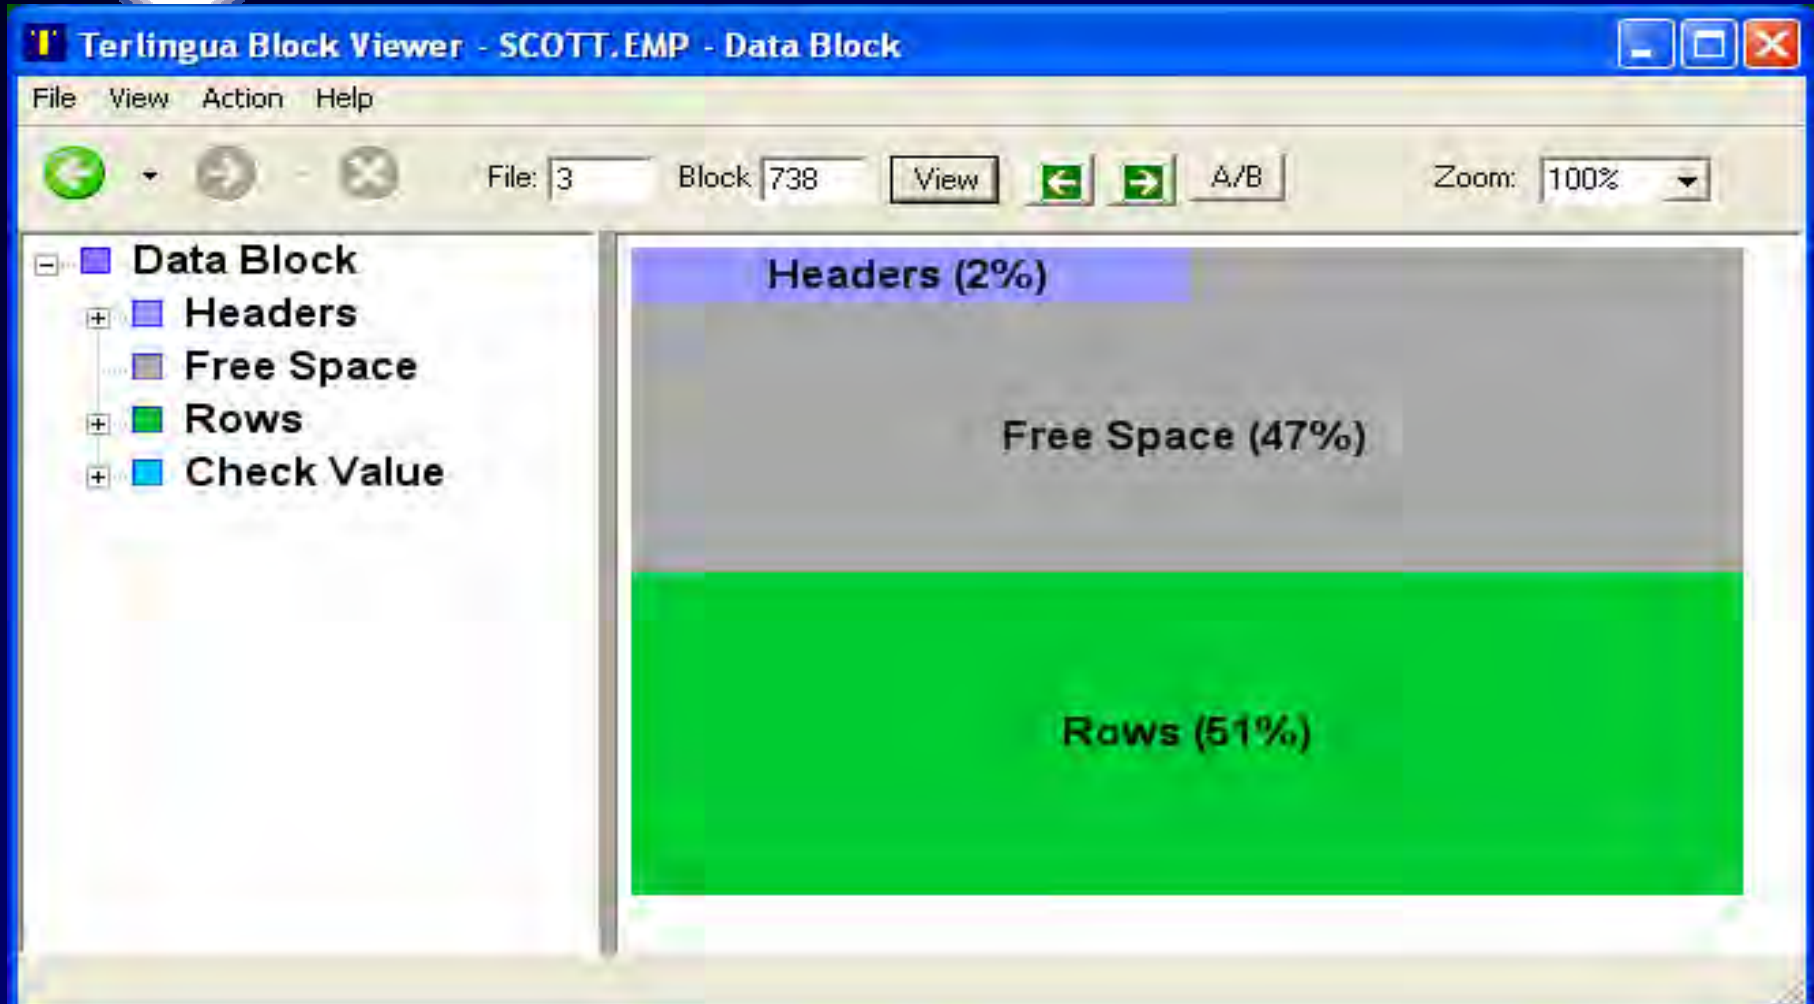 Terlingua Block Viewer - SCOTT.EMP - Data Block
File View Action Help
File: 3 Block 738 View A/B Zoom: 100%
Data Block
Headers
Free Space
Rows
Check Value
Headers (2%)
Free Space (47%)
Rows (51%)